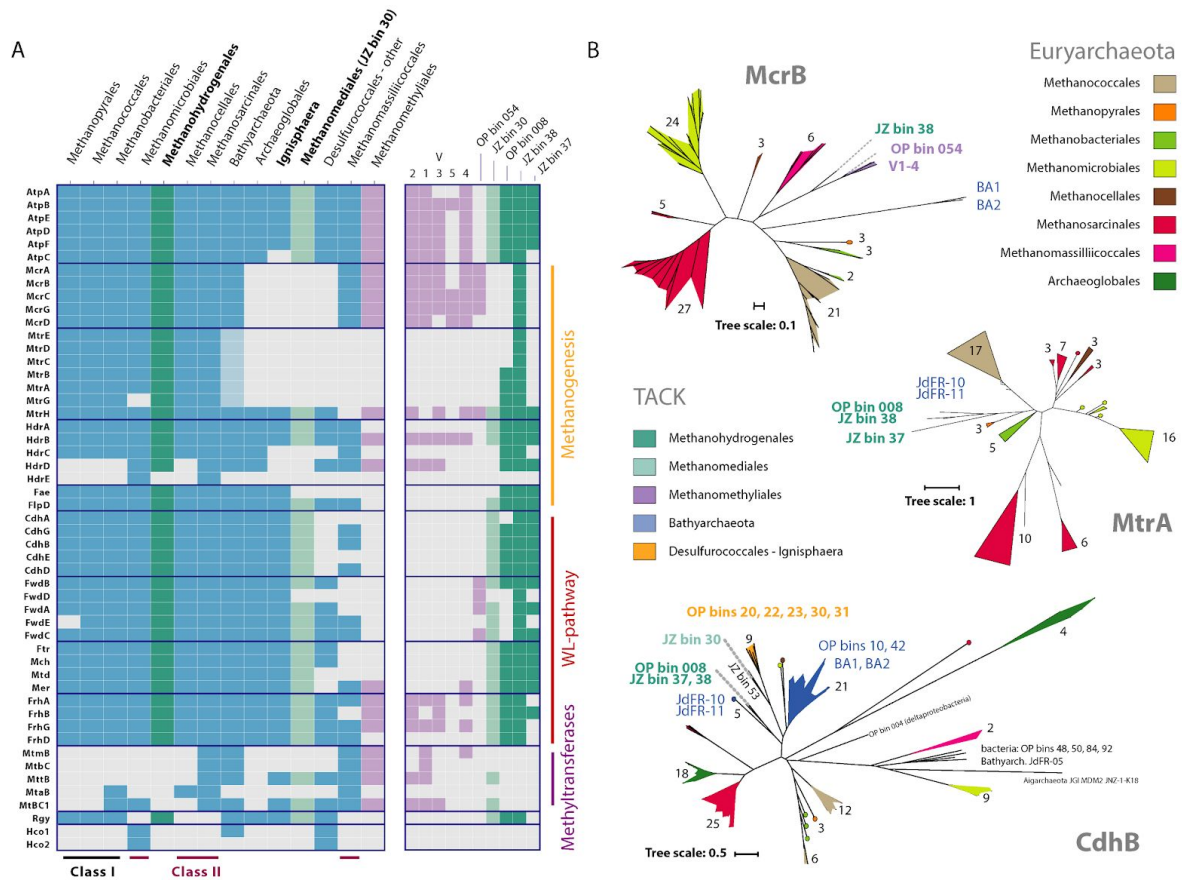 A
Methanopyrales
Methanococcales
Methanobacteriales
Methanomicrobiales
Methanohydrogenales
Methanocellales
Methanosarcinales
Bathyarchaeota
Archaeoglobales
Ignisphaera
Methanomediales (JZ bin 30)
Desulfurococcales - other
Methanomassiliicoccales
Methanomethyliales
V
2 1 3 5 4
OP bin 054
JZ bin 30
OP bin 008
JZ bin 38
JZ bin 37
AtpA
AtpB
AtpE
AtpD
AtpF
AtpC
McrA
McrB
McrC
McrG
McrD
MtrE
MtrD
MtrC
MtrB
MtrA
MtrG
MtrH
HdrA
HdrB
HdrC
HdrD
HdrE
Fae
FlpD
CdhA
CdhG
CdhB
CdhE
CdhD
FwdB
FwdD
FwdA
FwdE
FwdC
Ftr
Mch
Mtd
Mer
FrhA
FrhB
FrhG
FrhD
MtmB
MtbC
MttB
MtaB
MtBC1
Rgy
Hco1
Hco2
Class I
Class II
Methanogenesis
WL-pathway
Methyltransferases
B
McrB
24
3
6
JZ bin 38
OP bin 054
V1-4
BA1
BA2
5
3
3
2
27
21
Tree scale: 0.1
Euryarchaeota
Methanococcales
Methanopyrales
Methanobacteriales
Methanomicrobiales
Methanocellales
Methanosarcinales
Methanomassilliicoccales
Archaeoglobales
TACK
Methanohydrogenales
Methanomediales
Methanomethyliales
Bathyarchaeota
Desulfurococcales - Ignisphaera
17
3
7
3
3
JdFR-10
JdFR-11
OP bin 008
JZ bin 38
JZ bin 37
3
5
16
Tree scale: 1
10
6
MtrA
OP bins 20, 22, 23, 30, 31
JZ bin 30
9
OP bin 008
JZ bin 37, 38
JZ bin 53
OP bins 10, 42
BA1, BA2
21
JdFR-10
JdFR-11
5
4
OP bin 004 (deltaproteobacteria)
2
bacteria: OP bins 48, 50, 84, 92
Bathyarch. JdFR-05
Aigarchaeota JGI MDM2 JNZ-1-K18
18
25
12
3
9
6
Tree scale: 0.5
CdhB